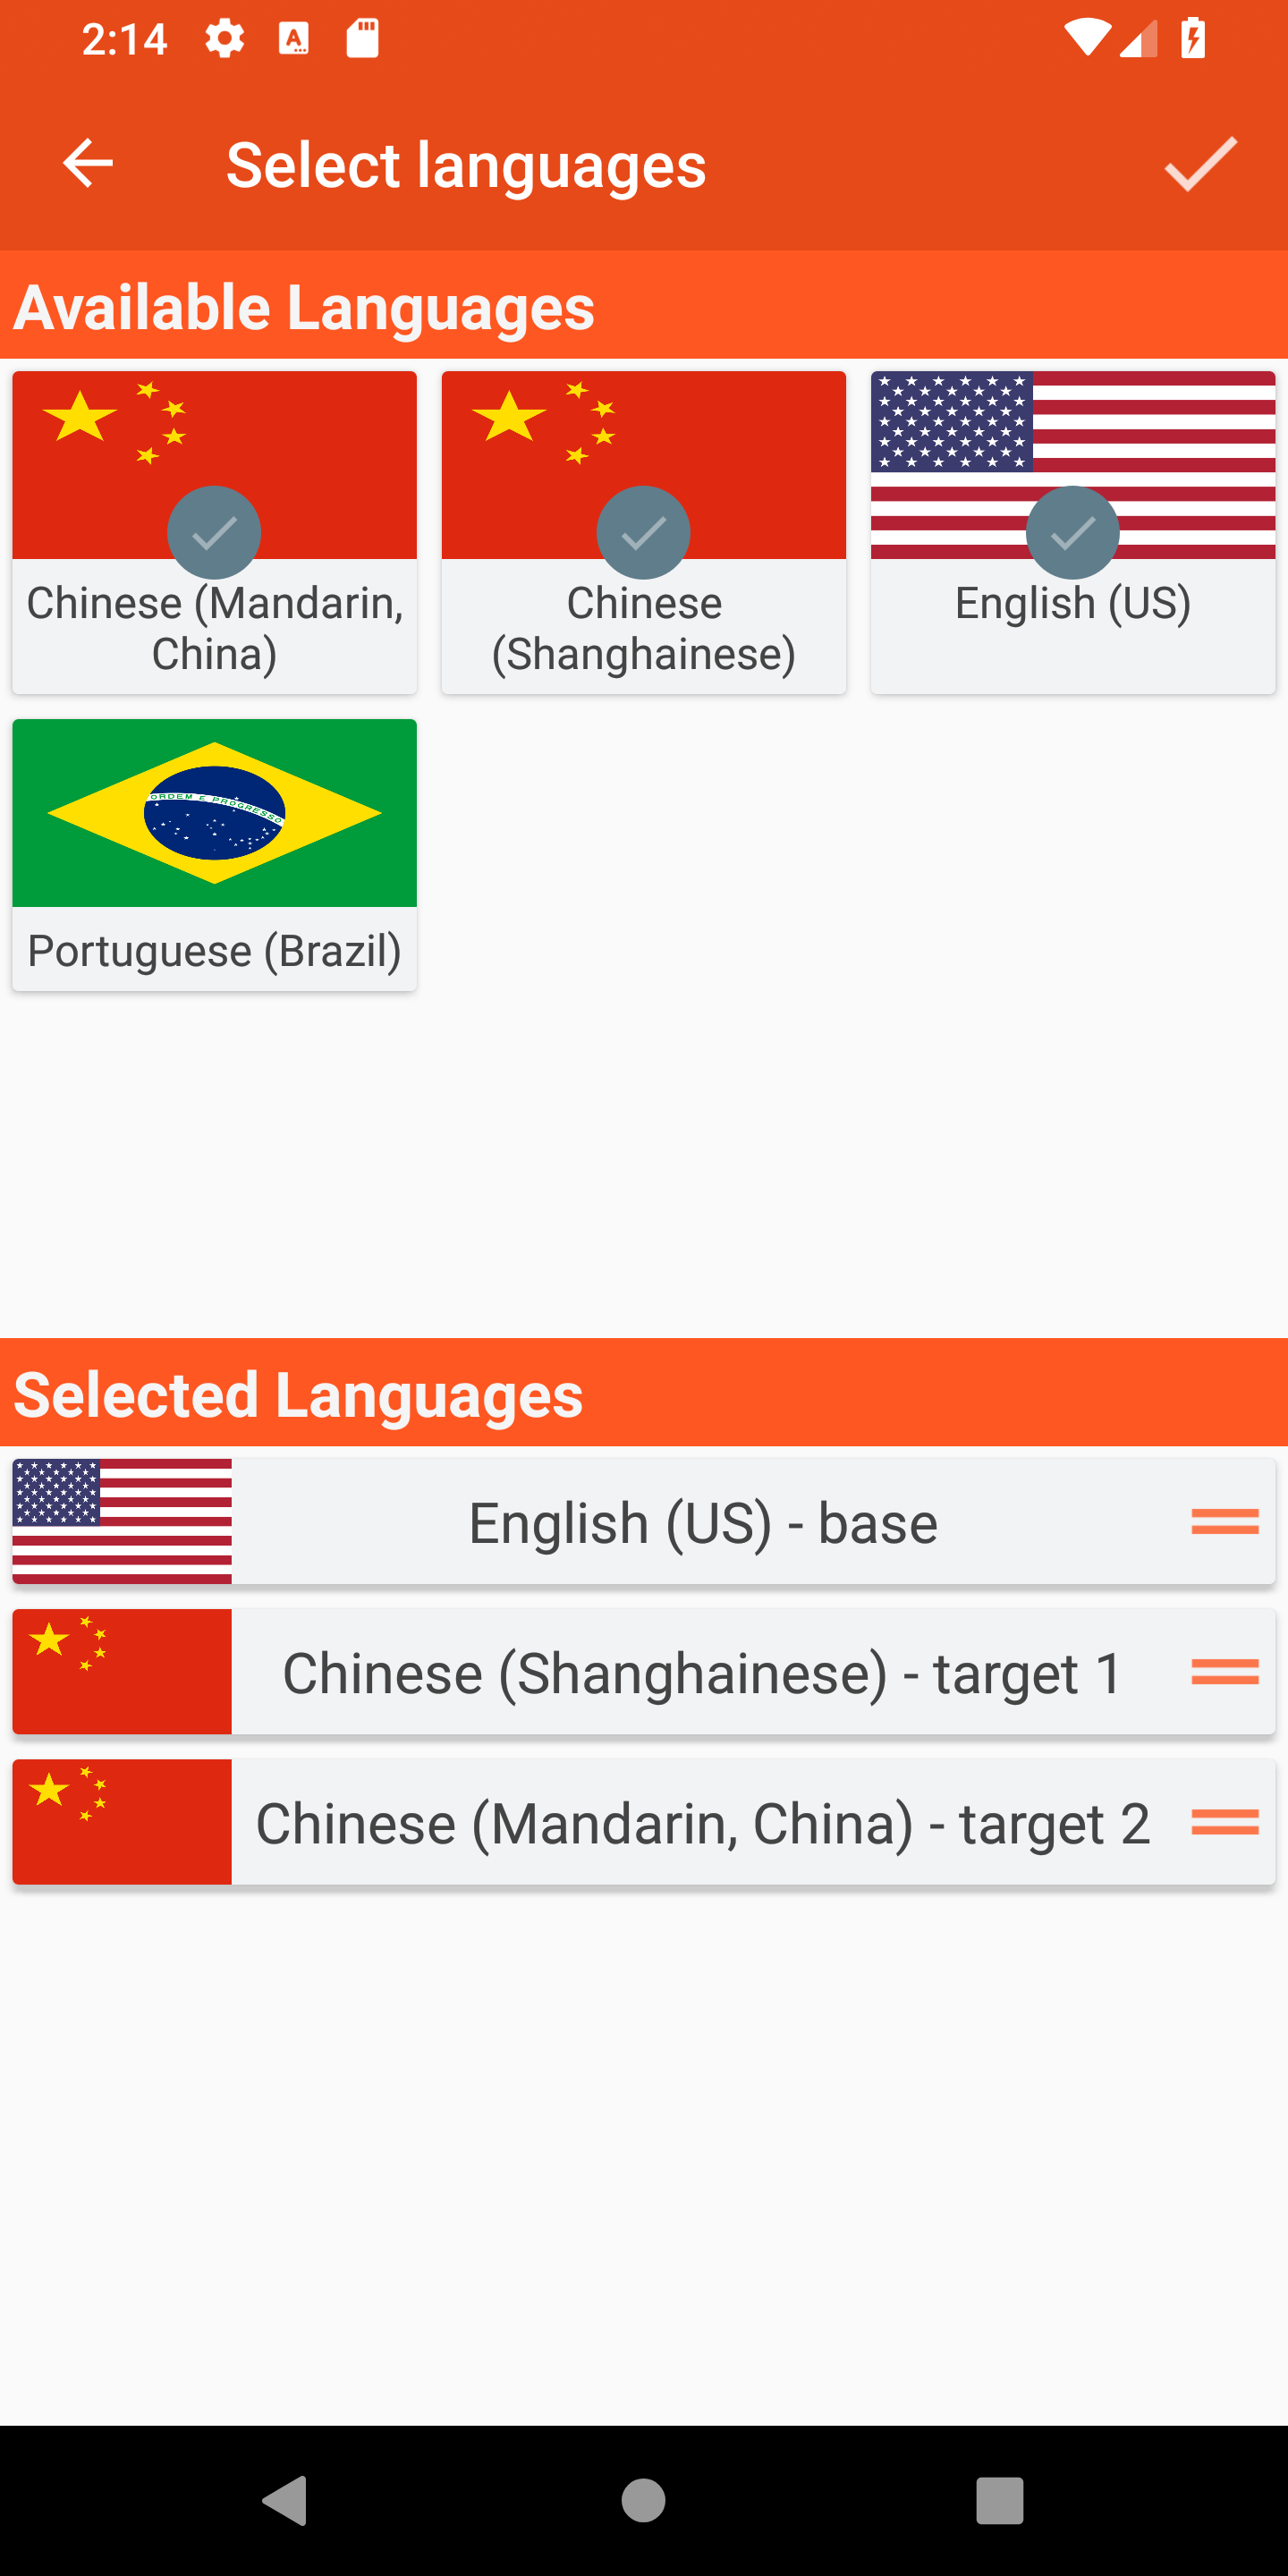 2:14
Select languages
Available Languages
Chinese (Mandarin,
China)
Chinese
(Shanghainese)
English (US)
ORDEM E PROGRESSO
Portuguese (Brazil)
Selected Languages
English (US) - base
Chinese (Shanghainese) - target 1
Chinese (Mandarin, China) - target 2